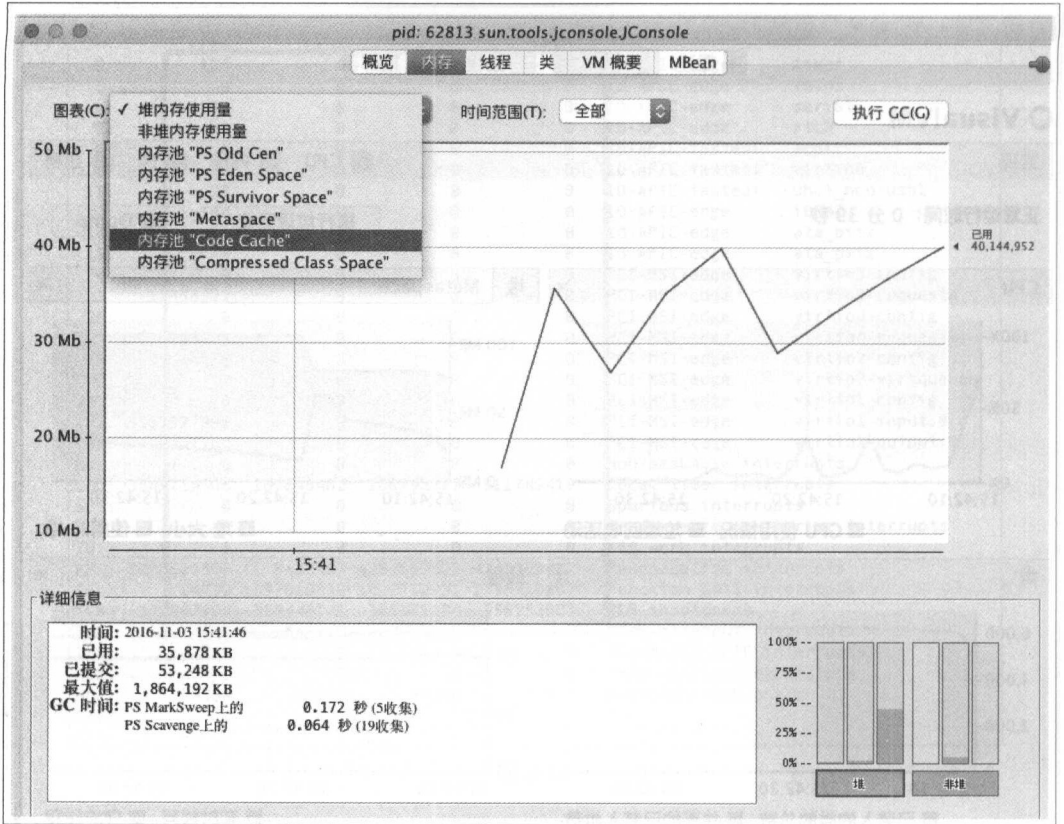 pid: 62813 sun.tools.jconsole.JConsole
概览 内存 线程 类 VM 概要 MBean
图表(C): ✓ 堆内存使用量 时间范围(T): 全部 执行 GC(G)
非堆内存使用量
内存池 "PS Old Gen"
内存池 "PS Eden Space"
内存池 "PS Survivor Space"
内存池 "Metaspace"
内存池 "Code Cache"
内存池 "Compressed Class Space"
50 Mb
40 Mb
30 Mb
20 Mb
10 Mb
已用
40,144,952
15:41
详细信息
时间: 2016-11-03 15:41:46
已用: 35,878 KB
已提交: 53,248 KB
最大值: 1,864,192 KB
GC 时间: PS MarkSweep上的 0.172 秒 (5收集)
PS Scavenge上的 0.064 秒 (19收集)
100% --
75% --
50% --
25% --
0% --
堆 非堆